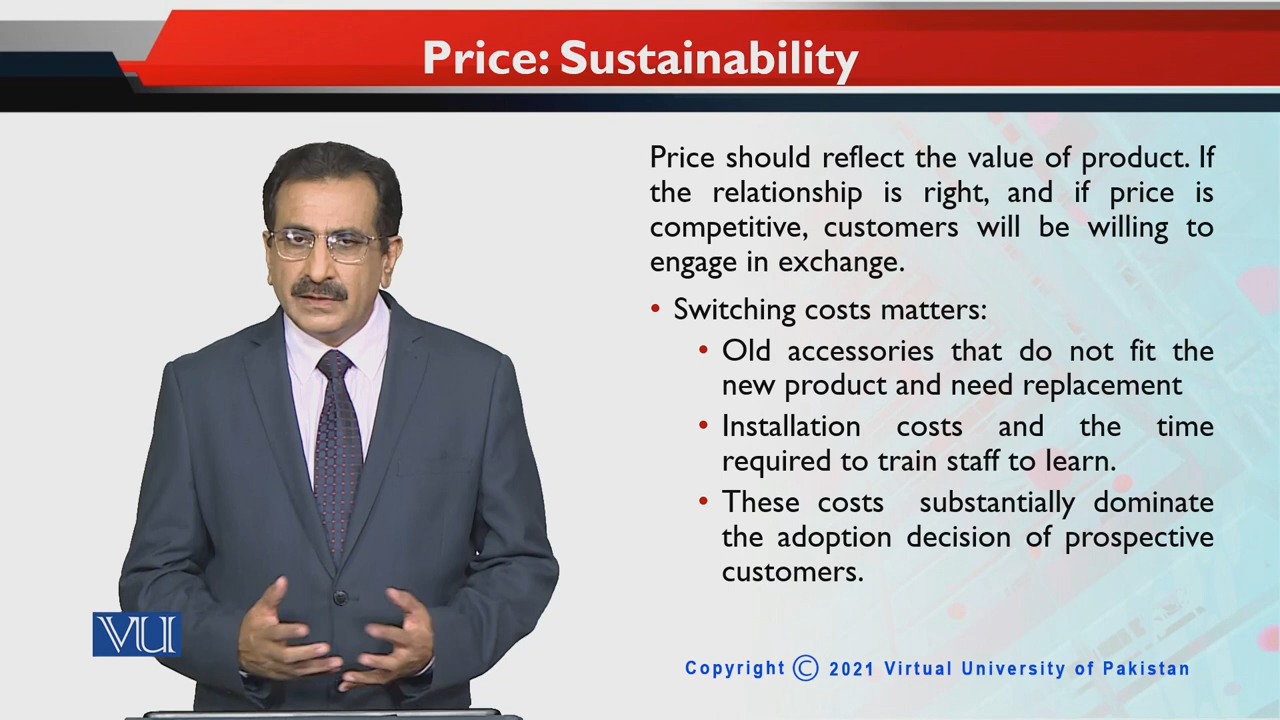 Price: Sustainability
Price should reflect the value of product. If
the relationship is right, and if price is
competitive, customers will be willing to
engage in exchange.
• Switching costs matters:
• Old accessories that do not fit the
new product and need replacement
• Installation costs and the time
required to train staff to learn.
• These costs substantially dominate
the adoption decision of prospective
customers.
VU
Copyright © 2021 Virtual University of Pakistan